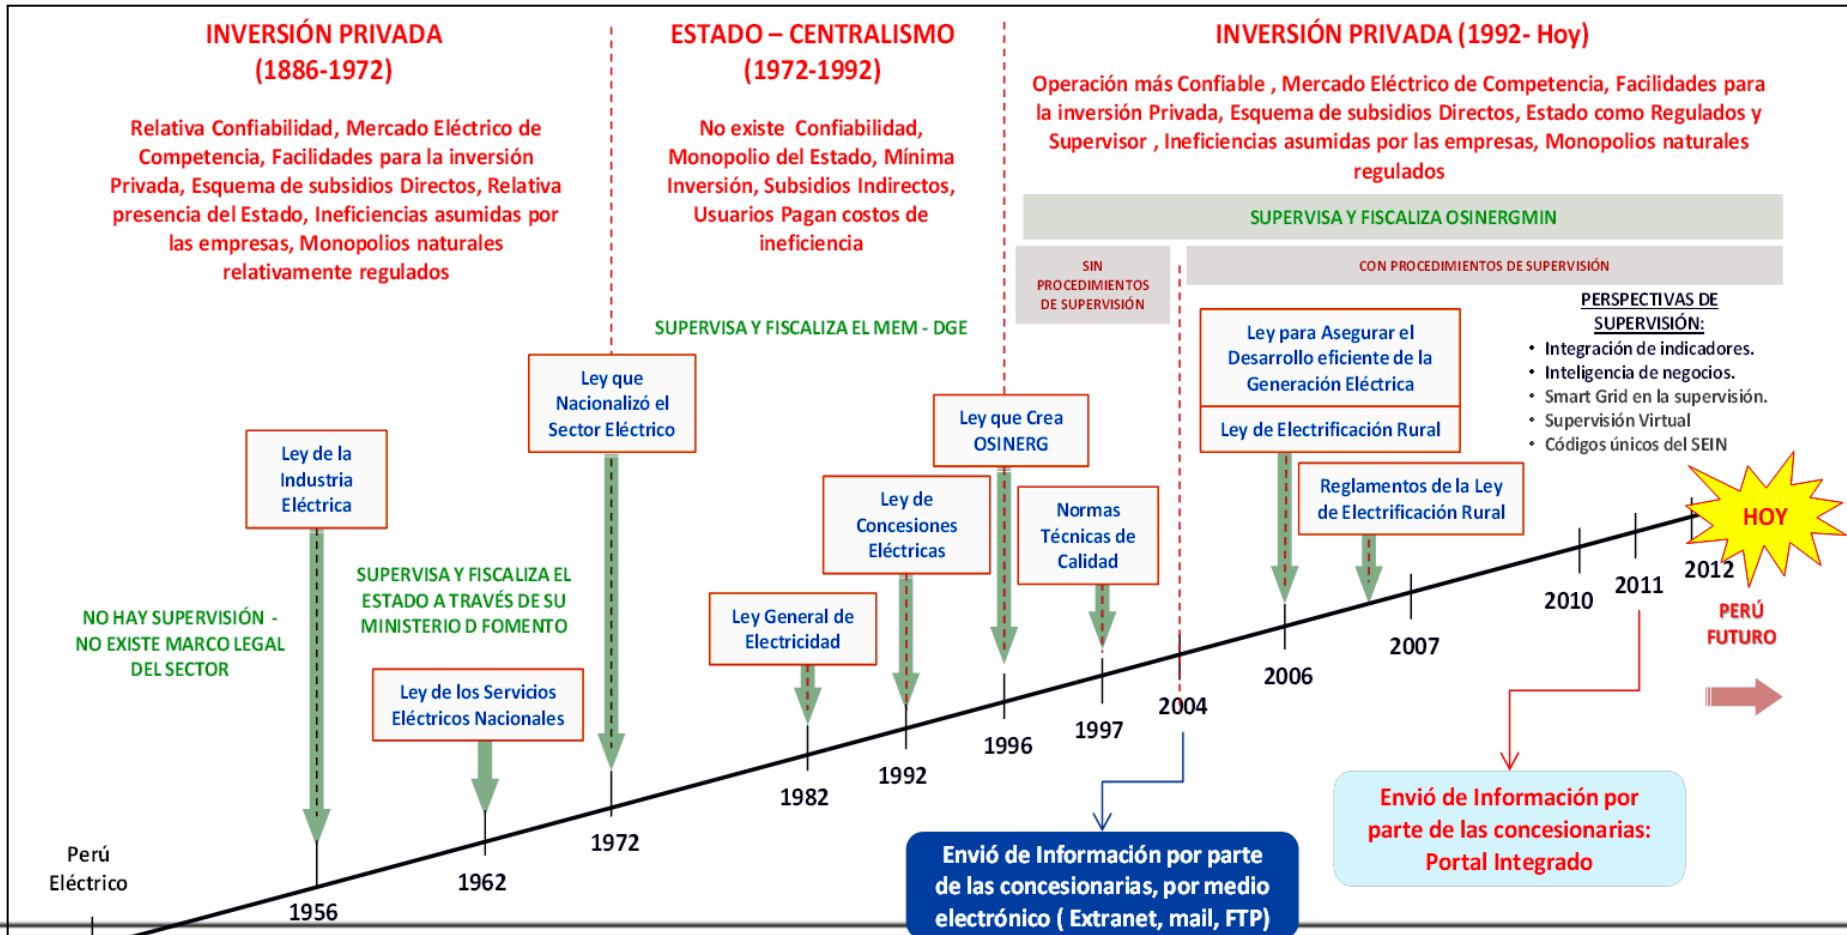 INVERSIÓN PRIVADA
(1886-1972)
Relativa Confiabilidad, Mercado Eléctrico de
Competencia, Facilidades para la inversión
Privada, Esquema de subsidios Directos, Relativa
presencia del Estado, Ineficiencias asumidas por
las empresas, Monopolios naturales
relativamente regulados
ESTADO – CENTRALISMO
(1972-1992)
No existe Confiabilidad,
Monopolio del Estado, Mínima
Inversión, Subsidios Indirectos,
Usuarios Pagan costos de
ineficiencia
INVERSIÓN PRIVADA (1992- Hoy)
Operación más Confiable , Mercado Eléctrico de Competencia, Facilidades para
la inversión Privada, Esquema de subsidios Directos, Estado como Regulados y
Supervisor , Ineficiencias asumidas por las empresas, Monopolios naturales
regulados
SUPERVISA Y FISCALIZA OSINERGMIN
SIN
PROCEDIMIENTOS
DE SUPERVISIÓN
CON PROCEDIMIENTOS DE SUPERVISIÓN
PERSPECTIVAS DE
SUPERVISIÓN:
• Integración de indicadores.
• Inteligencia de negocios.
• Smart Grid en la supervisión.
• Supervisión Virtual
• Códigos únicos del SEIN
SUPERVISA Y FISCALIZA EL MEM - DGE
NO HAY SUPERVISIÓN -
NO EXISTE MARCO LEGAL
DEL SECTOR
SUPERVISA Y FISCALIZA EL
ESTADO A TRAVÉS DE SU
MINISTERIO D FOMENTO
Ley de la
Industria
Eléctrica
Ley de los Servicios
Eléctricos Nacionales
Ley que
Nacionalizó el
Sector Eléctrico
Ley General de
Electricidad
Ley de
Concesiones
Eléctricas
Ley que Crea
OSINERG
Normas
Técnicas de
Calidad
Ley para Asegurar el
Desarrollo eficiente de la
Generación Eléctrica
Ley de Electrificación Rural
Reglamentos de la Ley
de Electrificación Rural
HOY
PERÚ
FUTURO
Perú
Eléctrico
1956
1962
1972
1982
1992
1996
1997
2004
2006
2007
2010
2011
2012
Envió de Información por parte
de las concesionarias, por medio
electrónico ( Extranet, mail, FTP)
Envió de Información por
parte de las concesionarias:
Portal Integrado